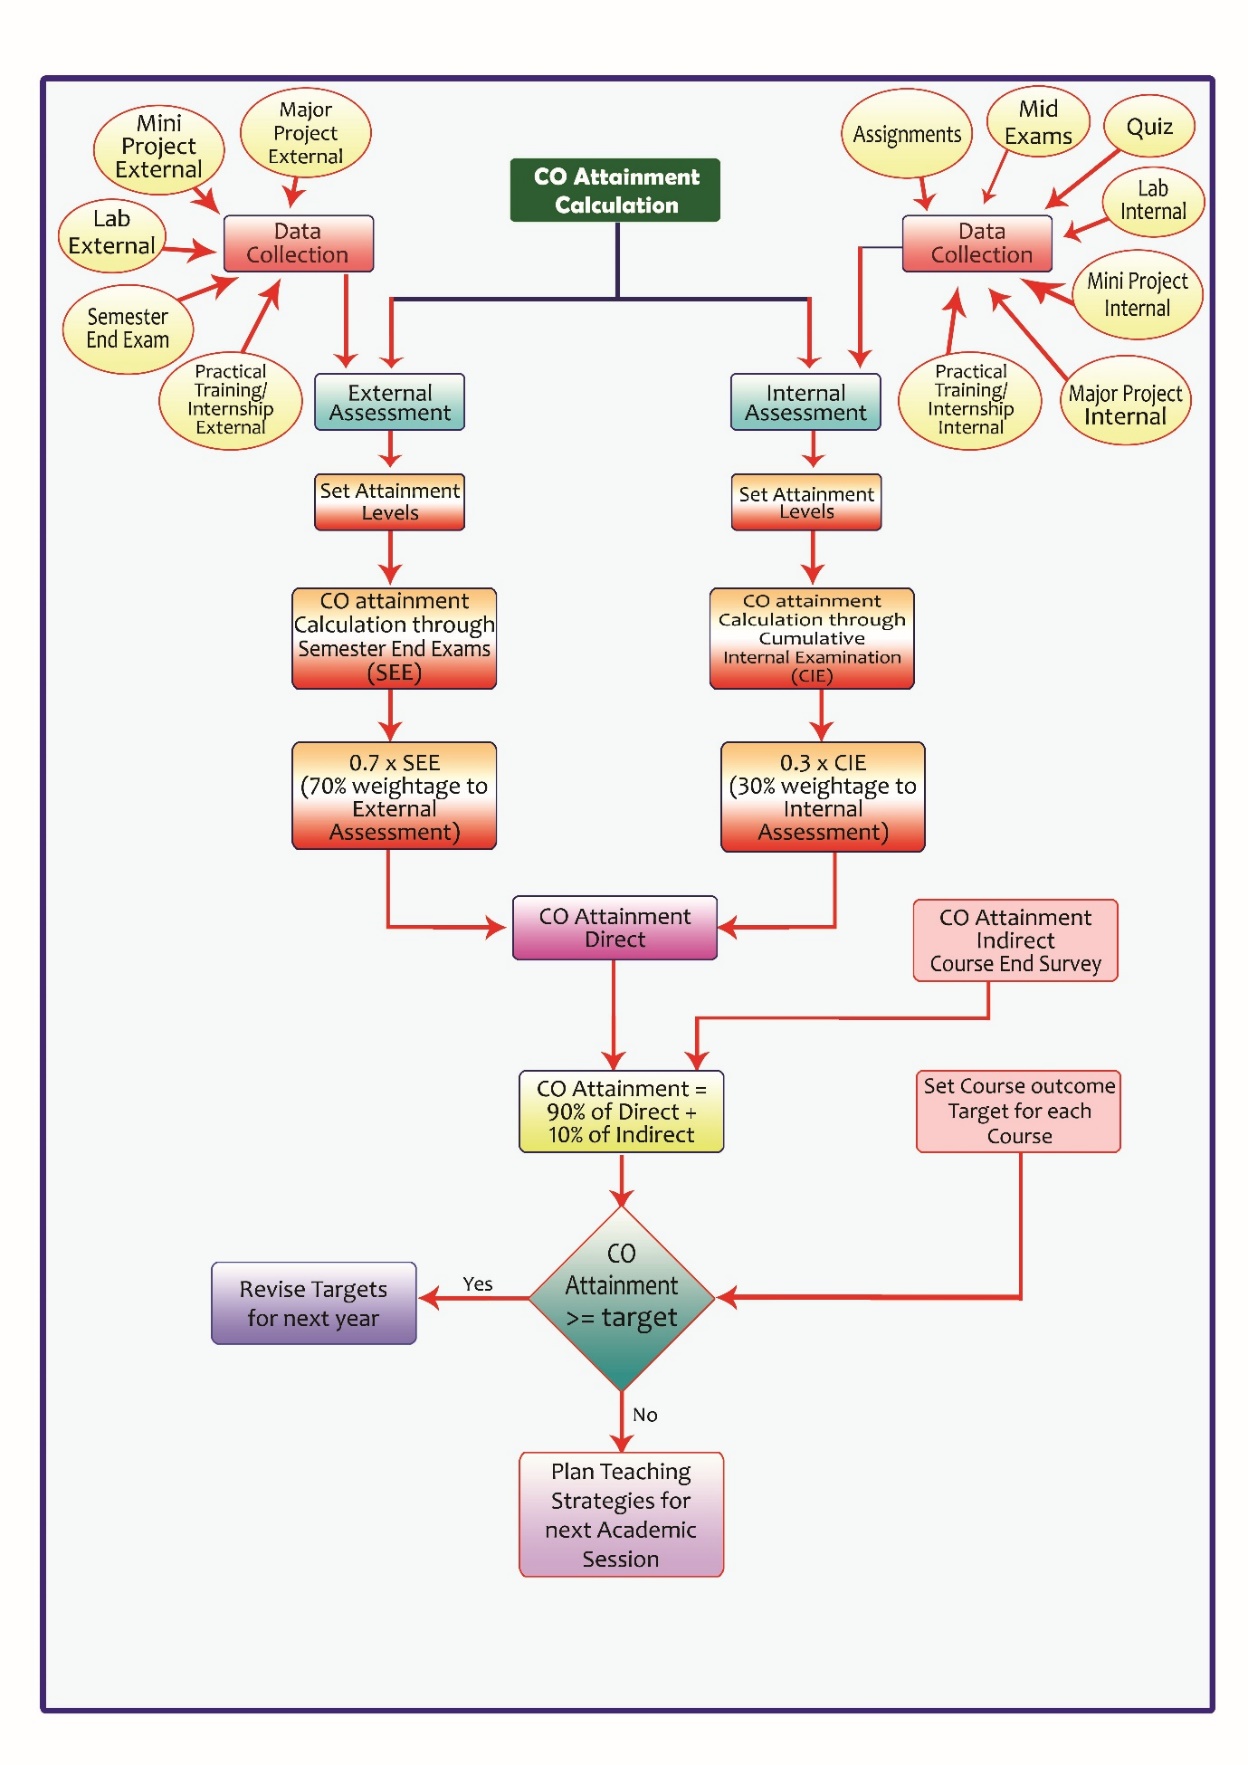 CO Attainment
Calculation
Mini
Project
External
Major
Project
External
Lab
External
Semester
End Exam
Practical
Training/
Internship
External
Data
Collection
Assignments
Mid
Exams
Quiz
Lab
Internal
Mini Project
Internal
Major Project
Internal
Practical
Training/
Internship
Internal
Data
Collection
External
Assessment
Internal
Assessment
Set Attainment
Levels
Set Attainment
Levels
CO attainment
Calculation through
Semester End Exams
(SEE)
CO attainment
Calculation through
Cumulative
Internal Examination
(CIE)
0.7 x SEE
(70% weightage to
External
Assessment)
0.3 x CIE
(30% weightage to
Internal
Assessment)
CO Attainment
Direct
CO Attainment
Indirect
Course End Survey
CO Attainment =
90% of Direct +
10% of Indirect
Set Course outcome
Target for each
Course
CO
Attainment
>= target
Yes
Revise Targets
for next year
No
Plan Teaching
Strategies for
next Academic
Session